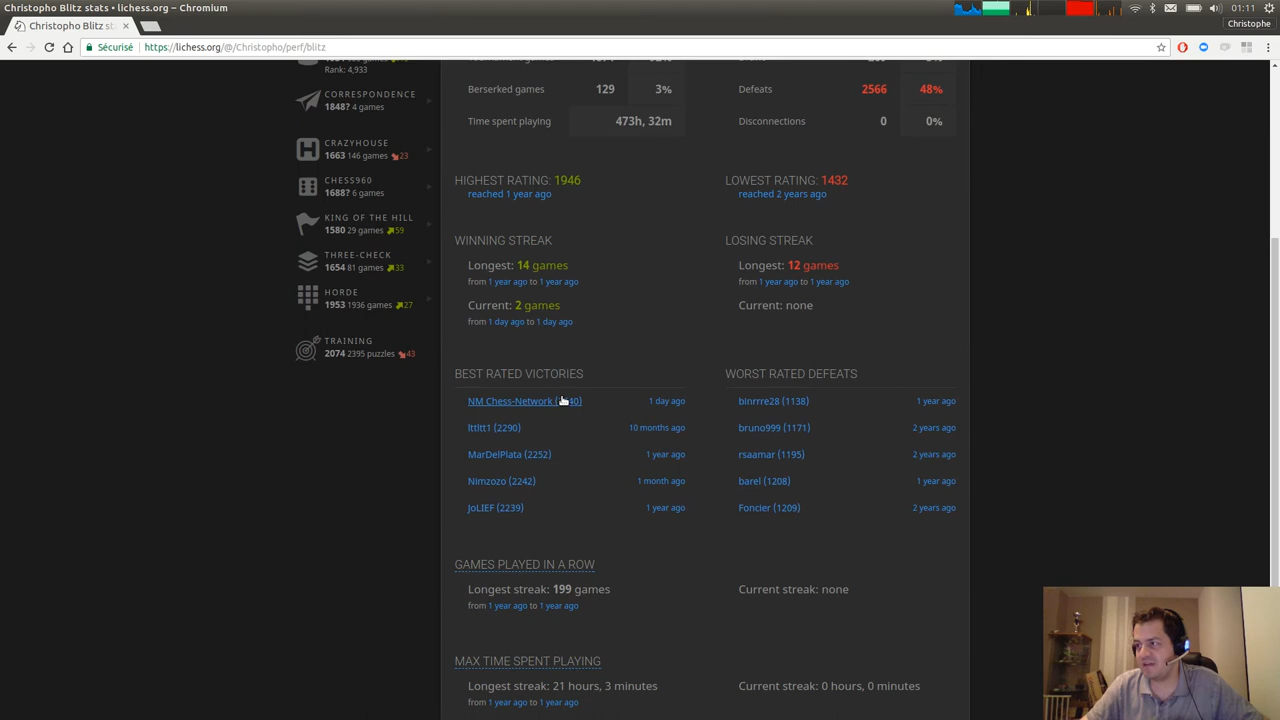 Christopho Blitz stats • lichess.org – Chromium
01:11
Christopho Blitz st
Christophe
Sécurisé
https://lichess.org/@/Christopho/perf/blitz
Rank: 4,933
CORRESPONDENCE
1848? 4 games
CRAZYHOUSE
1663 146 games 23
CHESS960
1688? 6 games
KING OF THE HILL
1580 29 games 59
THREE-CHECK
1654 81 games 33
HORDE
1953 1936 games 27
TRAINING
2074 2395 puzzles 43
Berserked games 129 3%
Defeats 2566 48%
Time spent playing 473h, 32m
Disconnections 0 0%
HIGHEST RATING: 1946
reached 1 year ago
LOWEST RATING: 1432
reached 2 years ago
WINNING STREAK
Longest: 14 games
from 1 year ago to 1 year ago
Current: 2 games
from 1 day ago to 1 day ago
LOSING STREAK
Longest: 12 games
from 1 year ago to 1 year ago
Current: none
BEST RATED VICTORIES
NM Chess-Network 1 day ago
lttltt1 (2290) 10 months ago
MarDelPlata (2252) 1 year ago
Nimzozo (2242) 1 month ago
JoLIEF (2239) 1 year ago
WORST RATED DEFEATS
binrrre28 (1138) 1 year ago
bruno999 (1171) 2 years ago
rsaamar (1195) 2 years ago
barel (1208) 1 year ago
Foncier (1209) 2 years ago
GAMES PLAYED IN A ROW
Longest streak: 199 games
from 1 year ago to 1 year ago
Current streak: none
MAX TIME SPENT PLAYING
Longest streak: 21 hours, 3 minutes
from 1 year ago to 1 year ago
Current streak: 0 hours, 0 minutes